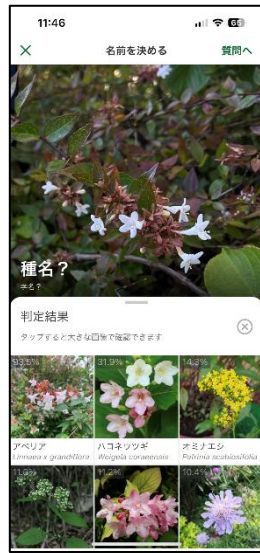 11:46
69
名前を決める
質問へ
種名？
学名？
判定結果
タップすると大きな画像で確認できます
93.5%
31.9%
14.3%
アベリア
ハコネウツギ
オミナエシ
Linnaea x grandiflora
Weigela coraeensis
Patrinia scabiosifolia
11.2%
10.4%